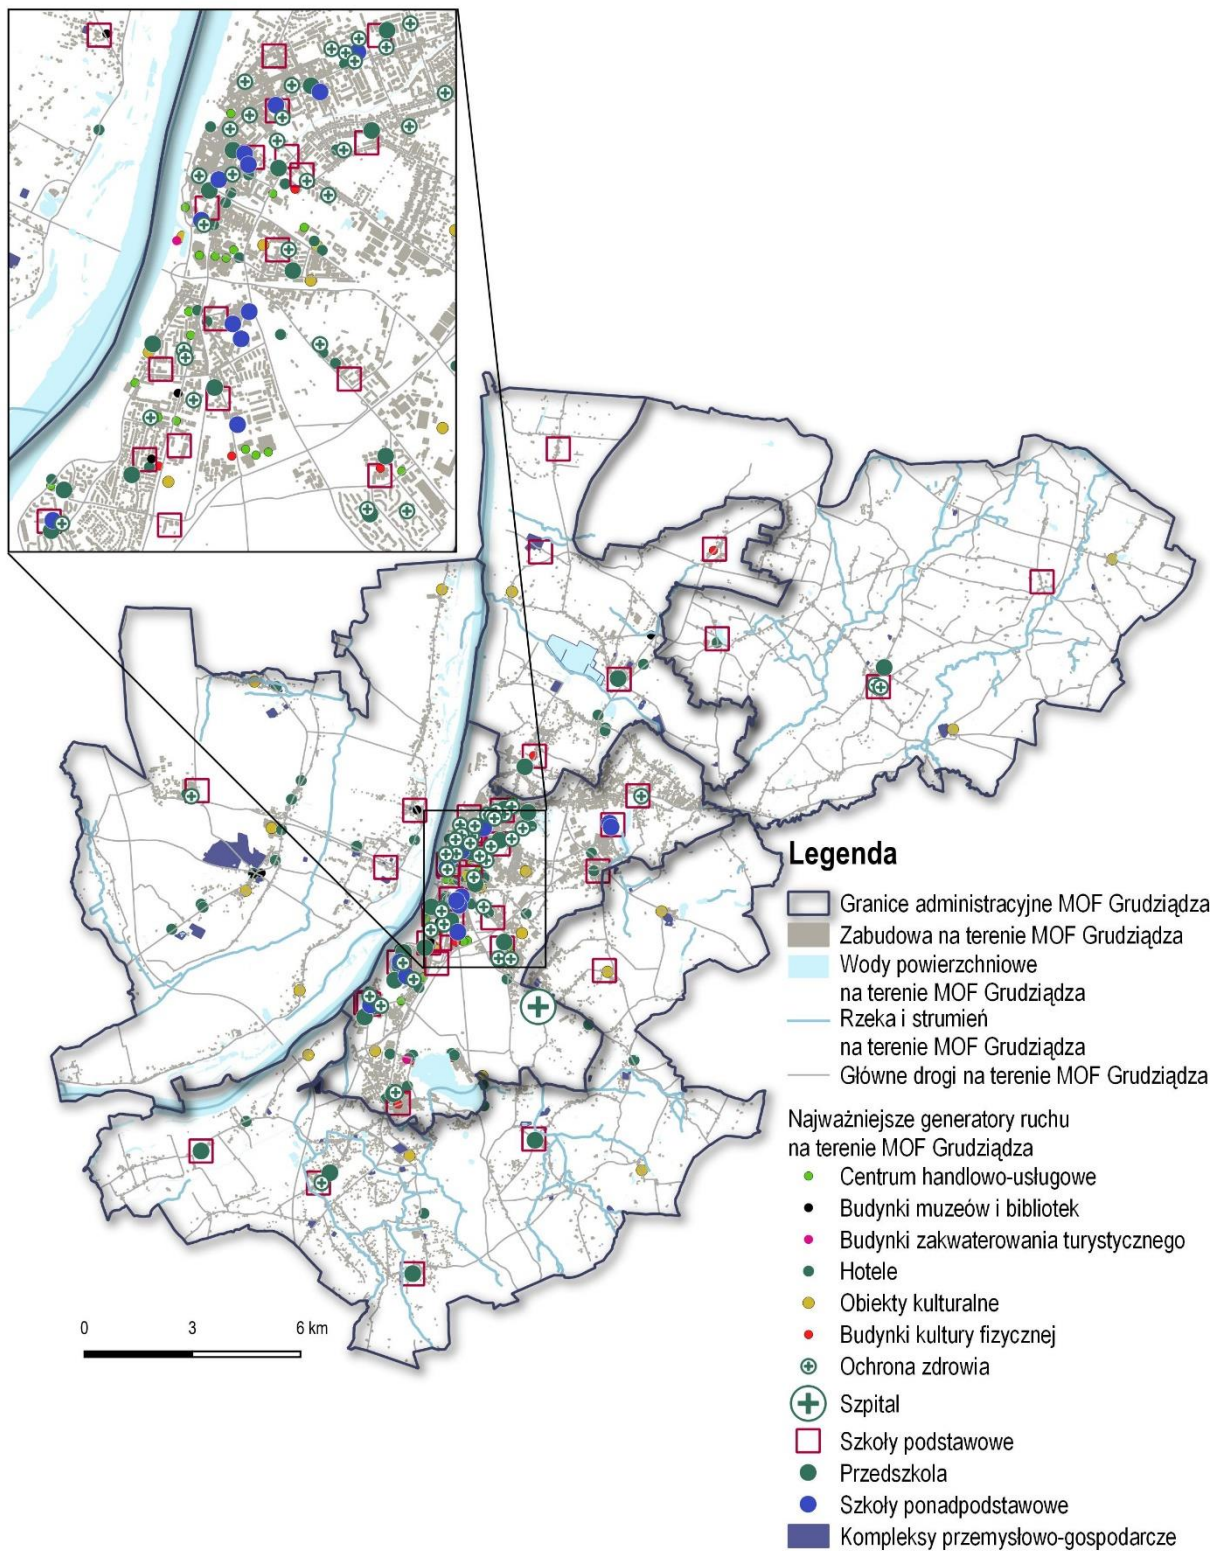 Legenda
Granice administracyjne MOF Grudziądza
Zabudowa na terenie MOF Grudziądza
Wody powierzchniowe
na terenie MOF Grudziądza
Rzeka i strumień
na terenie MOF Grudziądza
Główne drogi na terenie MOF Grudziądza
Najważniejsze generatory ruchu
na terenie MOF Grudziądza
Centrum handlowo-usługowe
Budynki muzeów i bibliotek
Budynki zakwaterowania turystycznego
Hotele
Obiekty kulturalne
Budynki kultury fizycznej
Ochrona zdrowia
Szpital
Szkoły podstawowe
Przedszkola
Szkoły ponadpodstawowe
Kompleksy przemysłowo-gospodarcze
0 3 6 km